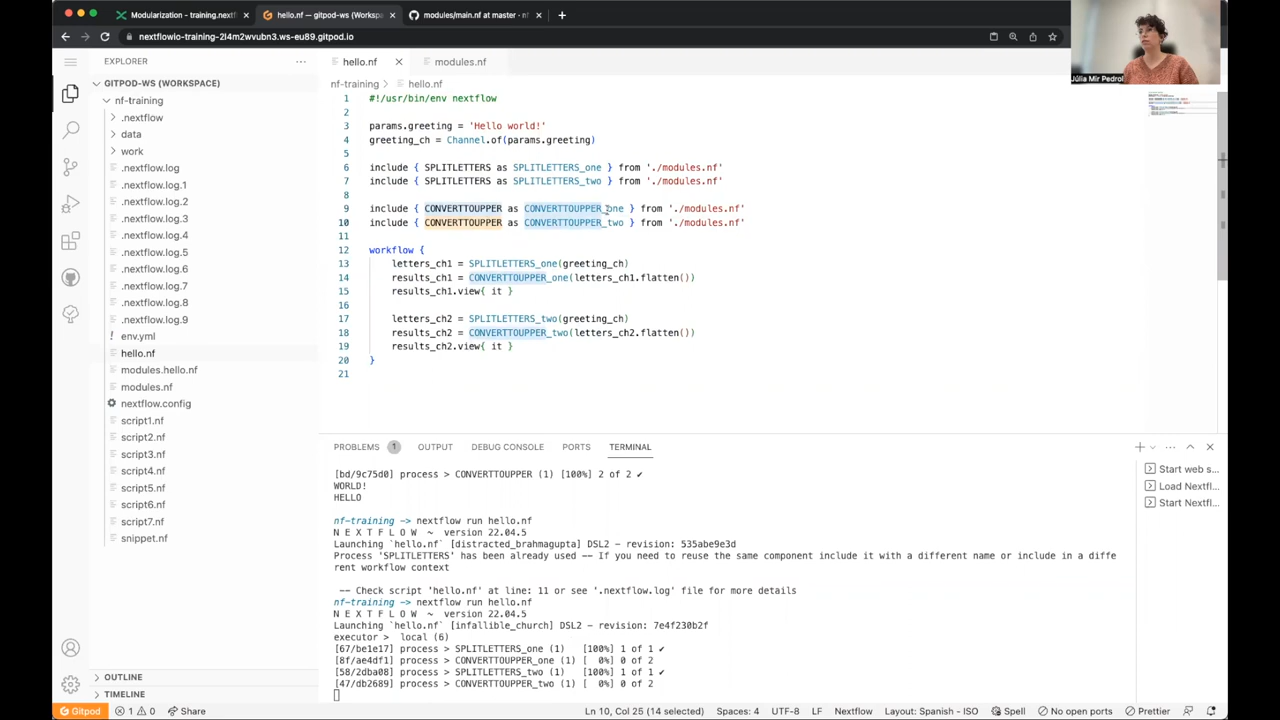 Modularization - training.nextfl
hello.nf — gitpod-ws (Workspa
modules/main.nf at master · nf-
nextflowio-training-2l4m2wvubn3.ws-eu89.gitpod.io
Júlia Mir Pedrol
EXPLORER
hello.nf
modules.nf
GITPOD-WS (WORKSPACE)
nf-training > hello.nf
nf-training
.nextflow
data
work
.nextflow.log
.nextflow.log.1
.nextflow.log.2
.nextflow.log.3
.nextflow.log.4
.nextflow.log.5
.nextflow.log.6
.nextflow.log.7
.nextflow.log.8
.nextflow.log.9
env.yml
hello.nf
modules.hello.nf
modules.nf
nextflow.config
script1.nf
script2.nf
script3.nf
script4.nf
script5.nf
script6.nf
script7.nf
snippet.nf
OUTLINE
TIMELINE
1 #!/usr/bin/env nextflow
2
3 params.greeting = 'Hello world!'
4 greeting_ch = Channel.of(params.greeting)
5
6 include { SPLITLETTERS as SPLITLETTERS_one } from './modules.nf'
7 include { SPLITLETTERS as SPLITLETTERS_two } from './modules.nf'
8
9 include { CONVERTTOUPPER as CONVERTTOUPPER_one } from './modules.nf'
10 include { CONVERTTOUPPER as CONVERTTOUPPER_two } from './modules.nf'
11
12 workflow {
13 letters_ch1 = SPLITLETTERS_one(greeting_ch)
14 results_ch1 = CONVERTTOUPPER_one(letters_ch1.flatten())
15 results_ch1.view{ it }
16
17 letters_ch2 = SPLITLETTERS_two(greeting_ch)
18 results_ch2 = CONVERTTOUPPER_two(letters_ch2.flatten())
19 results_ch2.view{ it }
20 }
21
PROBLEMS 1 OUTPUT DEBUG CONSOLE PORTS TERMINAL
[bd/9c75d0] process > CONVERTTOUPPER (1) [100%] 2 of 2 ✔
WORLD!
HELLO
nf-training -> nextflow run hello.nf
N E X T F L O W ~ version 22.04.5
Launching `hello.nf` [distracted_brahmagupta] DSL2 - revision: 535abe9e3d
Process 'SPLITLETTERS' has been already used -- If you need to reuse the same component include it with a different name or include in a diffe
rent workflow context
-- Check script 'hello.nf' at line: 11 or see '.nextflow.log' file for more details
nf-training -> nextflow run hello.nf
N E X T F L O W ~ version 22.04.5
Launching `hello.nf` [infallible_church] DSL2 - revision: 7e4f230b2f
executor > local (6)
[67/be1e17] process > SPLITLETTERS_one (1) [100%] 1 of 1 ✔
[8f/ae4df1] process > CONVERTTOUPPER_one (1) [ 0%] 0 of 2
[58/2dba08] process > SPLITLETTERS_two (1) [100%] 1 of 1 ✔
[47/db2689] process > CONVERTTOUPPER_two (1) [ 0%] 0 of 2
Start web s...
Load Nextfl...
Start Nextfl...
Gitpod
1 0
Share
Ln 10, Col 25 (14 selected)
Spaces: 4
UTF-8
LF
Nextflow
Layout: Spanish - ISO
Spell
No open ports
Prettier